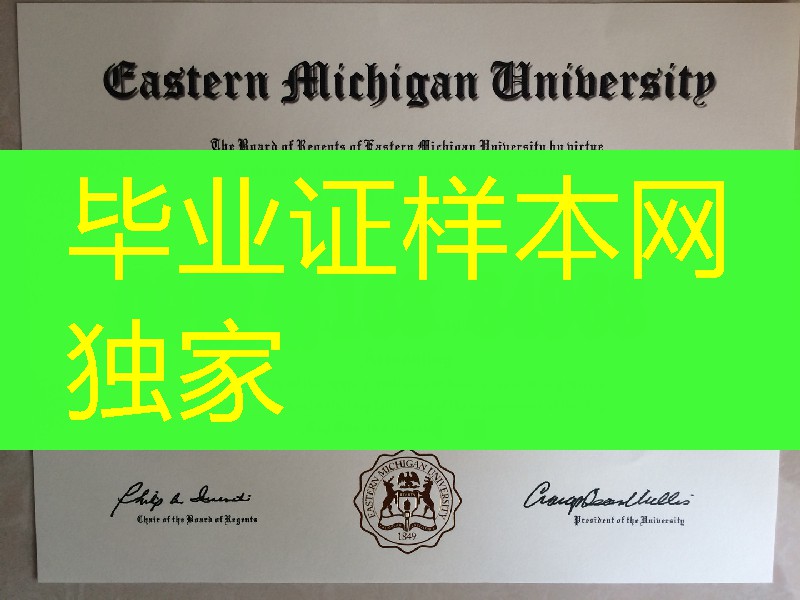 Eastern Michigan University
The Board of Regents of Eastern Michigan University by virtue
毕业证样本网
独家
EASTERN MICHIGAN UNIVERSITY
1849
Chair of the Board of Regents
President of the University